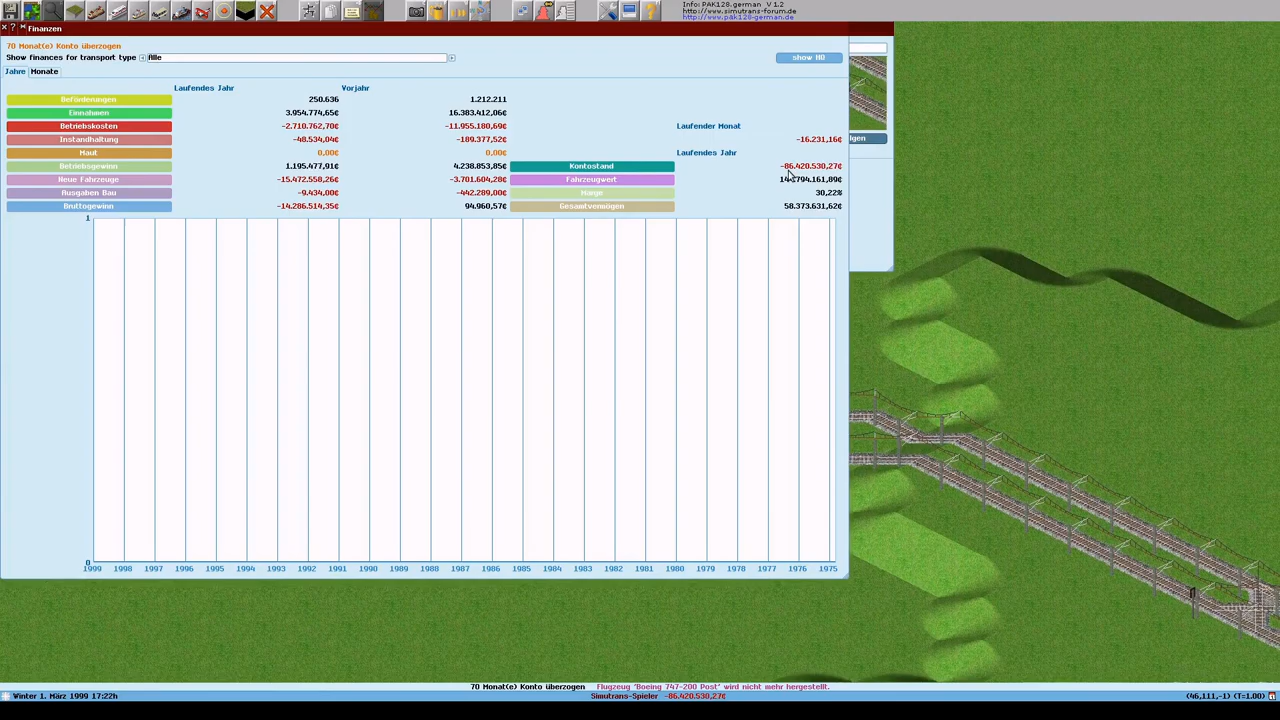 Info: PAK128.german V 1.2
http://www.simutrans-forum.de
http://www.pak128-german.de
Finanzen
70 Monat(e) Konto überzogen
Show finances for transport type Alle
show HQ
Jahre Monate
Laufendes Jahr Vorjahr
Beförderungen 250.636 1.212.211
Einnahmen 3.954.774,65¢ 16.383.412,06¢
Betriebskosten -2.710.762,70¢ -11.955.180,69¢ Laufender Monat
Instandhaltung -48.534,04¢ -189.377,52¢ -16.231,16¢
Maut 0,00¢ 0,00¢ Laufendes Jahr
Betriebsgewinn 1.195.477,91¢ 4.238.853,85¢ Kontostand -86.420.530,27¢
Neue Fahrzeuge -15.472.558,26¢ -3.701.604,28¢ Fahrzeugwert 794.161,89¢
Ausgaben Bau -9.434,00¢ -442.289,00¢ Marge 30,22%
Bruttogewinn -14.286.514,35¢ 94.960,57¢ Gesamtvermögen 58.373.631,62¢
1
0
1999 1998 1997 1996 1995 1994 1993 1992 1991 1990 1989 1988 1987 1986 1985 1984 1983 1982 1981 1980 1979 1978 1977 1976 1975
lgen
70 Monat(e) Konto überzogen Flugzeug 'Boeing 747-200 Post' wird nicht mehr hergestellt.
Winter 1. März 1999 17:22h Simutrans-Spieler -86.420.530,27¢ (46,111,-1) (T=1.00)